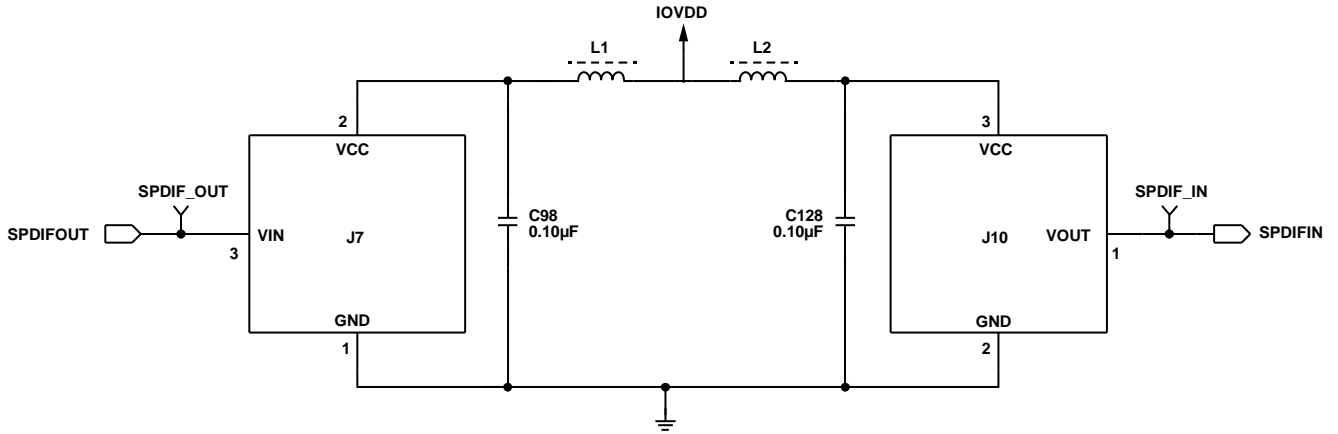 IOVDD
L1
L2
2
VCC
3
VCC
SPDIF_OUT
SPDIFOUT
VIN
3
J7
C98
0.10µF
C128
0.10µF
J10
VOUT
1
SPDIF_IN
SPDIFIN
GND
1
GND
2